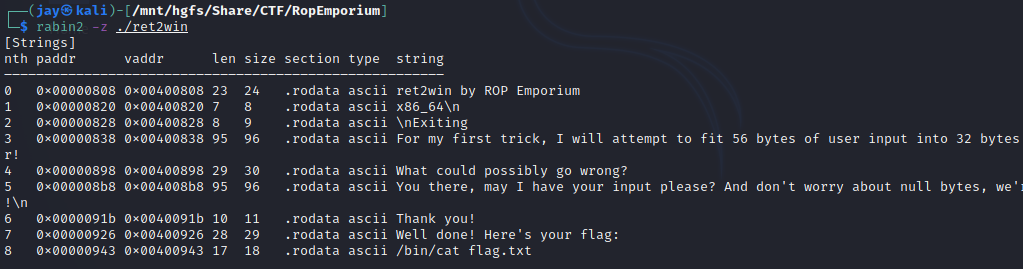 ┌──(jay㉿kali)-[/mnt/hgfs/Share/CTF/RopEmporium]
└─$ rabin2 -z ./ret2win
[Strings]
nth paddr      vaddr      len size section type  string
―――――――――――――――――――――――――――――――――――――――――――――――――――――――
0   0x00000808 0x00400808 23  24   .rodata ascii ret2win by ROP Emporium
1   0x00000820 0x00400820 7   8    .rodata ascii x86_64\n
2   0x00000828 0x00400828 8   9    .rodata ascii \nExiting
3   0x00000838 0x00400838 95  96   .rodata ascii For my first trick, I will attempt to fit 56 bytes of user input into 32 bytes
r!
4   0x00000898 0x00400898 29  30   .rodata ascii What could possibly go wrong?
5   0x000008b8 0x004008b8 95  96   .rodata ascii You there, may I have your input please? And don't worry about null bytes, we'r
!\n
6   0x0000091b 0x0040091b 10  11   .rodata ascii Thank you!
7   0x00000926 0x00400926 28  29   .rodata ascii Well done! Here's your flag:
8   0x00000943 0x00400943 17  18   .rodata ascii /bin/cat flag.txt